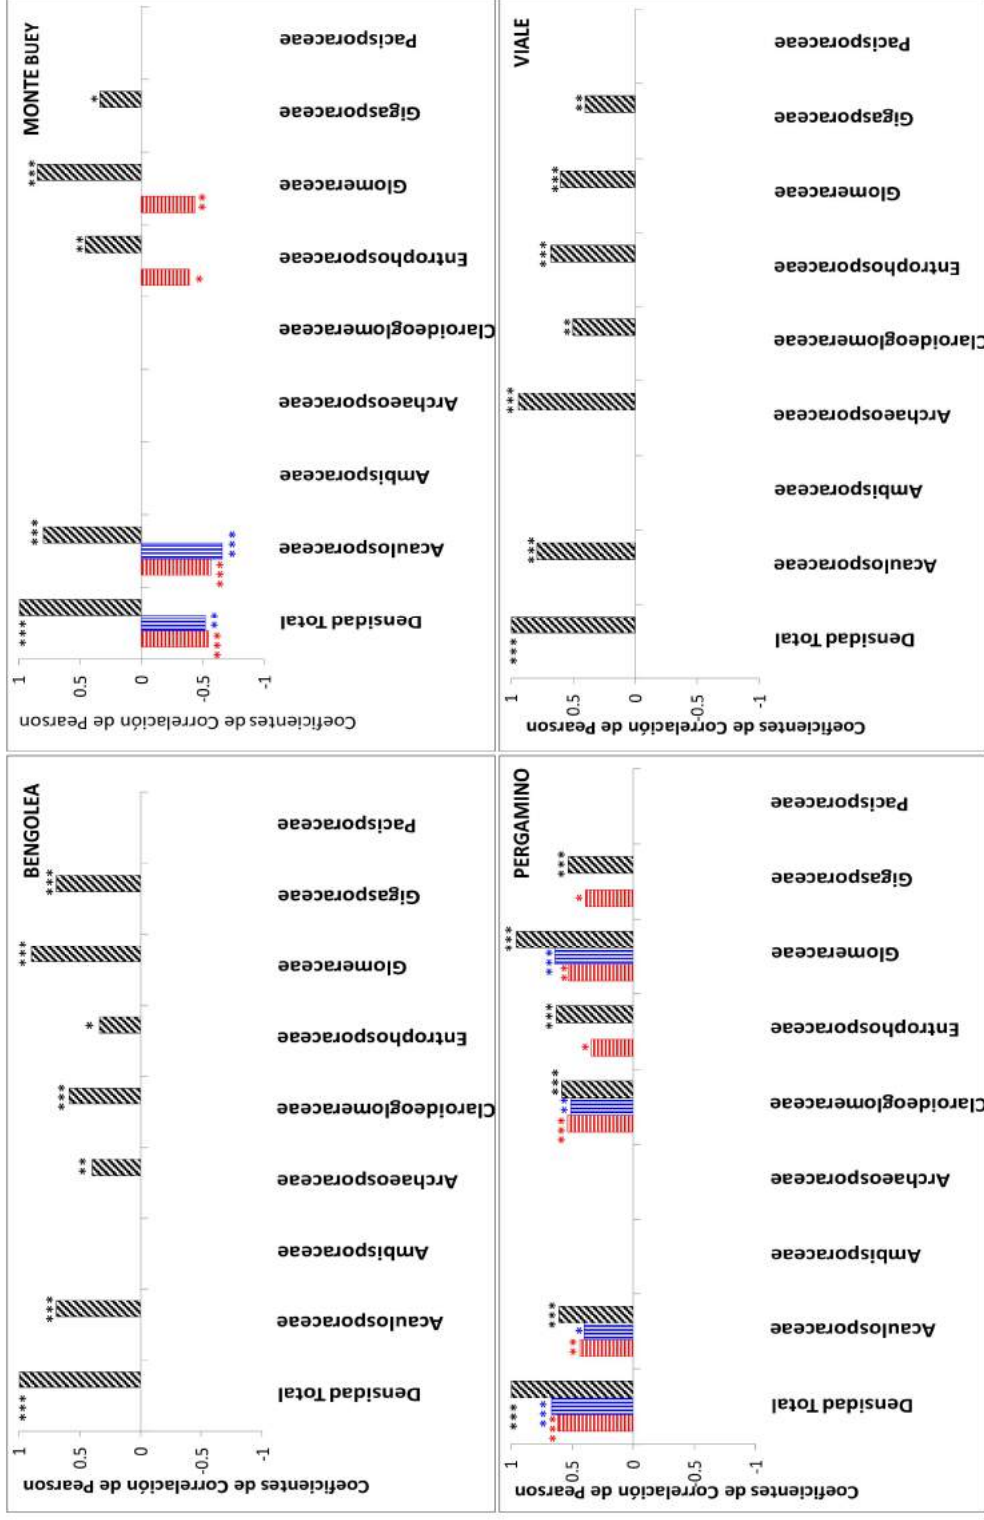 BENGOLEA
Coeficientes de Correlación de Pearson
1
0.5
0
-0.5
-1
***
***
**
***
*
***
***
Densidad Total
Acaulosporaceae
Ambisporaceae
Archaeosporaceae
Claroideoglomeraceae
Entrophosporaceae
Glomeraceae
Gigasporaceae
Pacisporaceae
MONTE BUEY
Coeficientes de Correlación de Pearson
1
0.5
0
-0.5
-1
***
***
**
***
***
***
*
**
**
***
*
Densidad Total
Acaulosporaceae
Ambisporaceae
Archaeosporaceae
Claroideoglomeraceae
Entrophosporaceae
Glomeraceae
Gigasporaceae
Pacisporaceae
PERGAMINO
Coeficientes de Correlación de Pearson
1
0.5
0
-0.5
-1
***
***
***
**
*
***
***
**
***
*
***
**
***
***
*
***
Densidad Total
Acaulosporaceae
Ambisporaceae
Archaeosporaceae
Claroideoglomeraceae
Entrophosporaceae
Glomeraceae
Gigasporaceae
Pacisporaceae
VIALE
Coeficientes de Correlación de Pearson
1
0.5
0
-0.5
-1
***
***
***
**
***
***
**
Densidad Total
Acaulosporaceae
Ambisporaceae
Archaeosporaceae
Claroideoglomeraceae
Entrophosporaceae
Glomeraceae
Gigasporaceae
Pacisporaceae